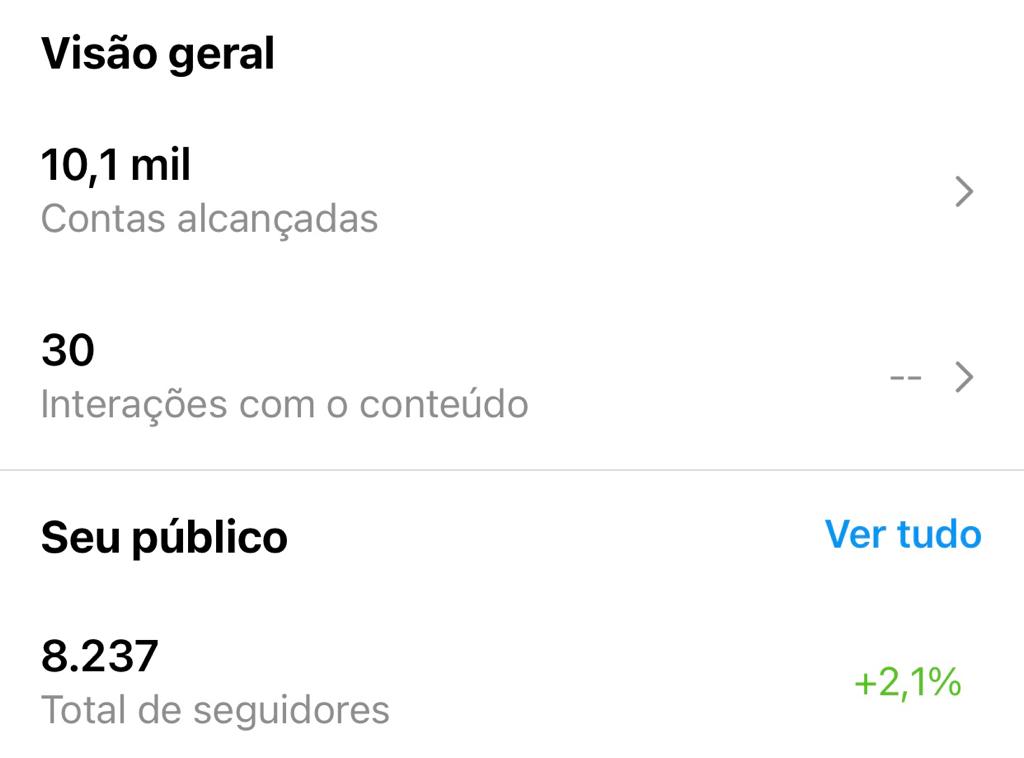 Visão geral
10,1 mil
Contas alcançadas
30
Interações com o conteúdo
--
Seu público
Ver tudo
8.237
Total de seguidores
+2,1%